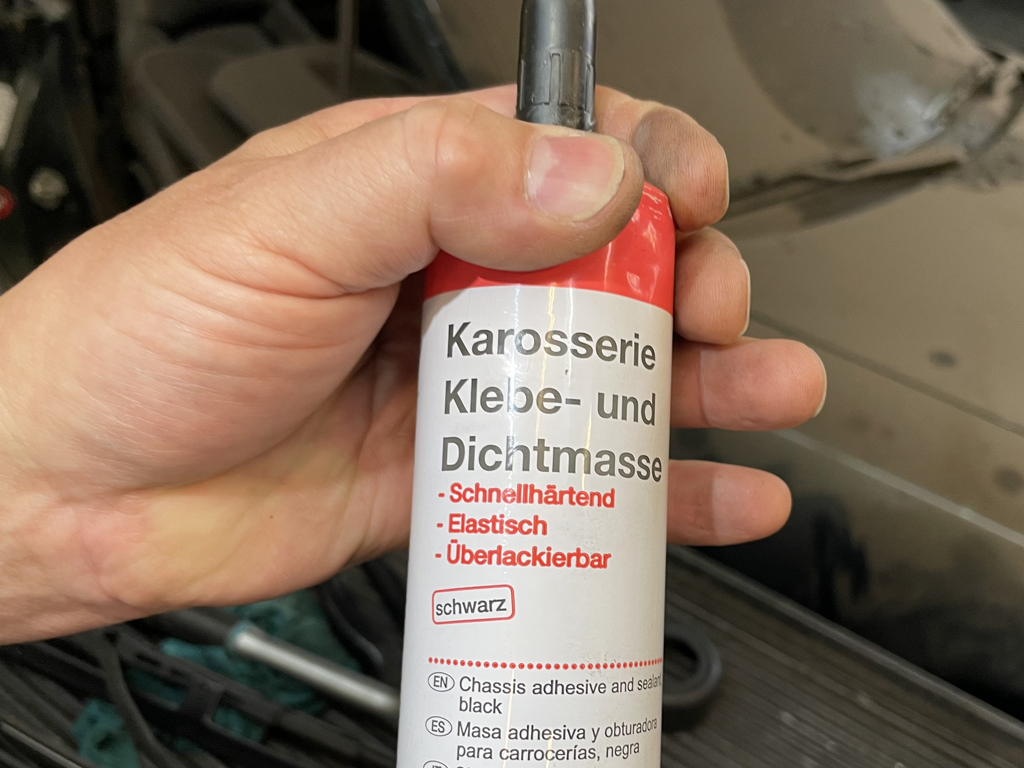 Karosserie
Klebe- und
Dichtmasse
- Schnellhärtend
- Elastisch
- Überlackierbar
schwarz
EN Chassis adhesive and sealant,
black
ES Masa adhesiva y obturadora
para carrocerías, negra